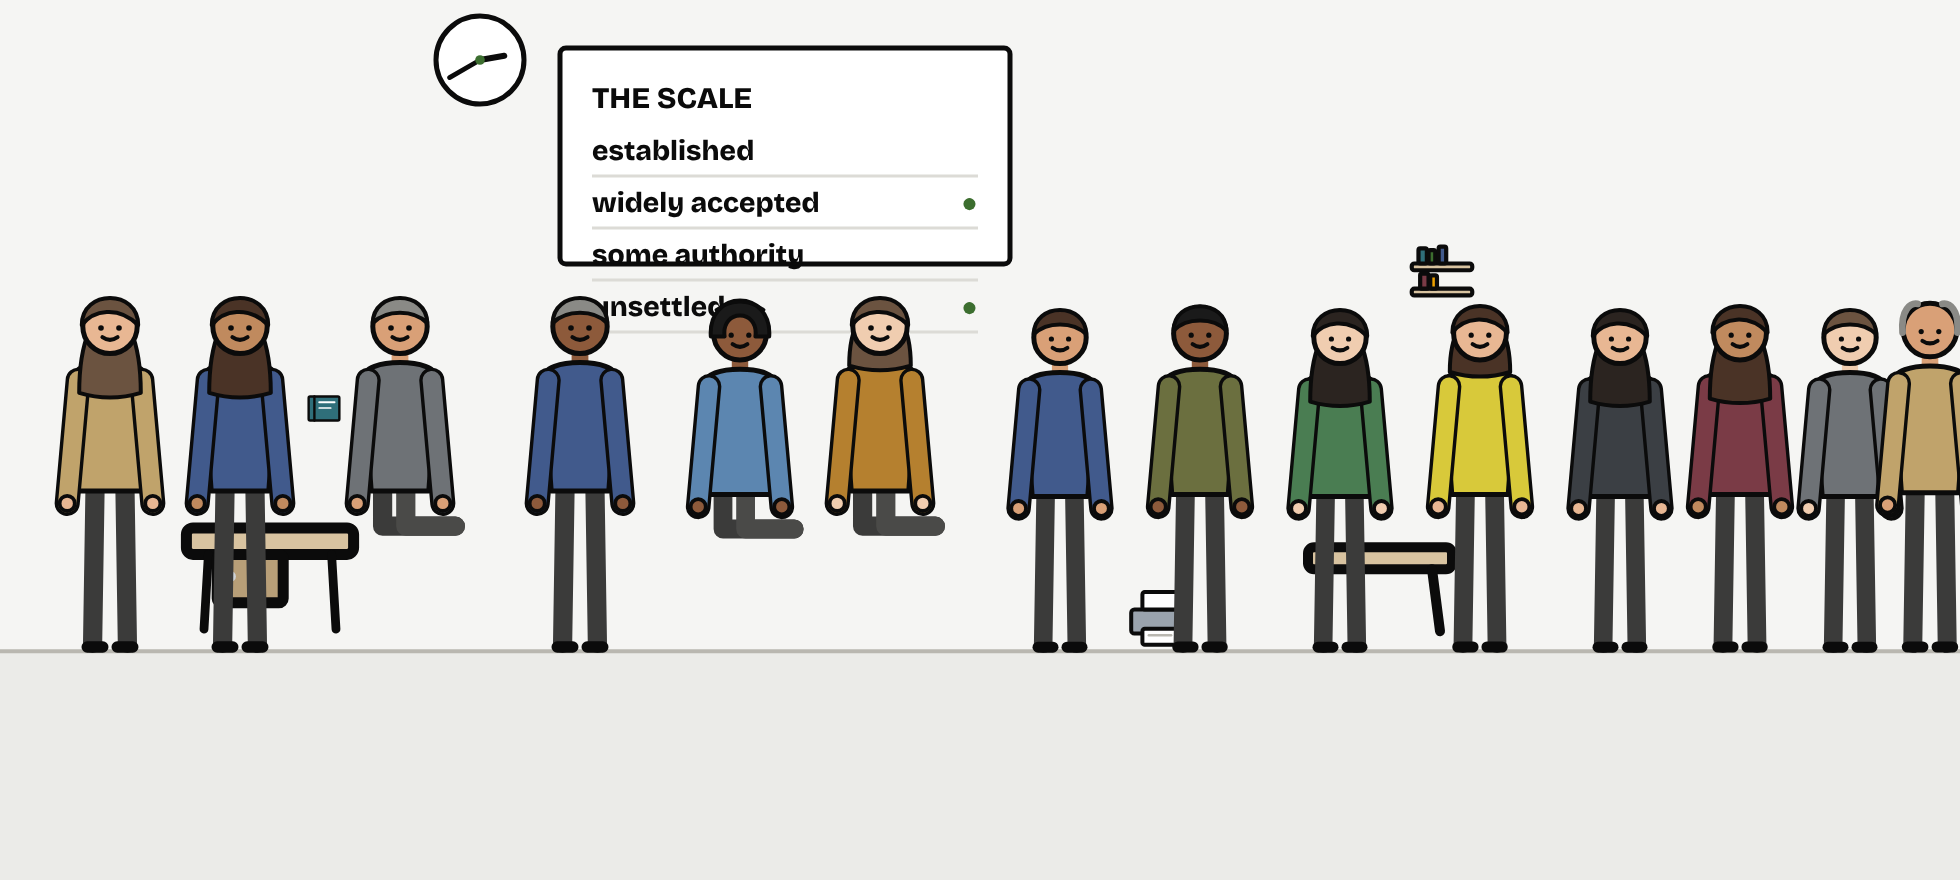 THE SCALE
established
widely accepted
some authority
unsettled